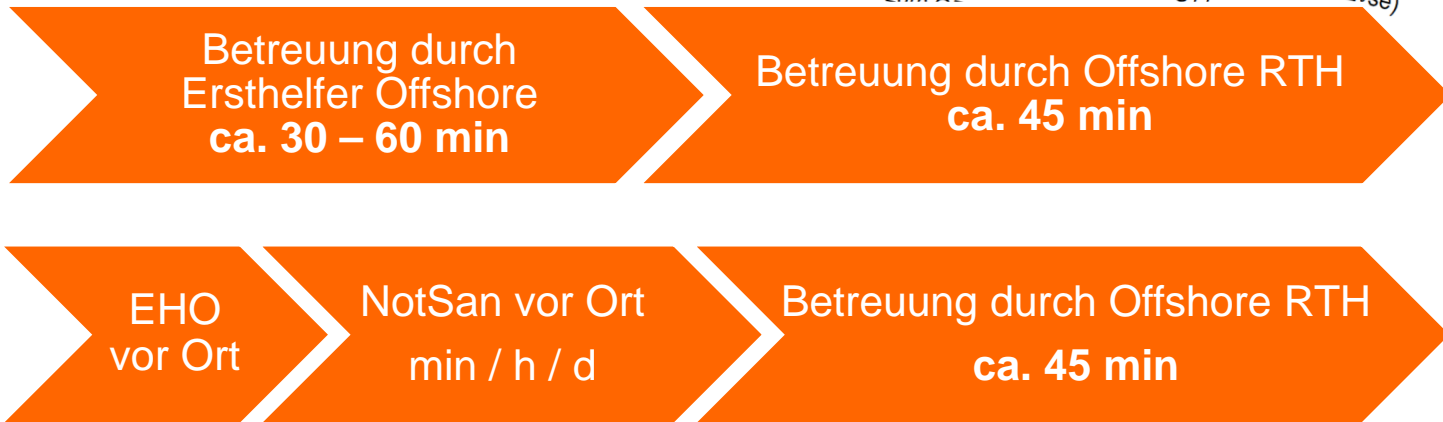 Betreuung durch
Ersthelfer Offshore
ca. 30 – 60 min
Betreuung durch Offshore RTH
ca. 45 min
EHO
vor Ort
NotSan vor Ort
min / h / d
Betreuung durch Offshore RTH
ca. 45 min